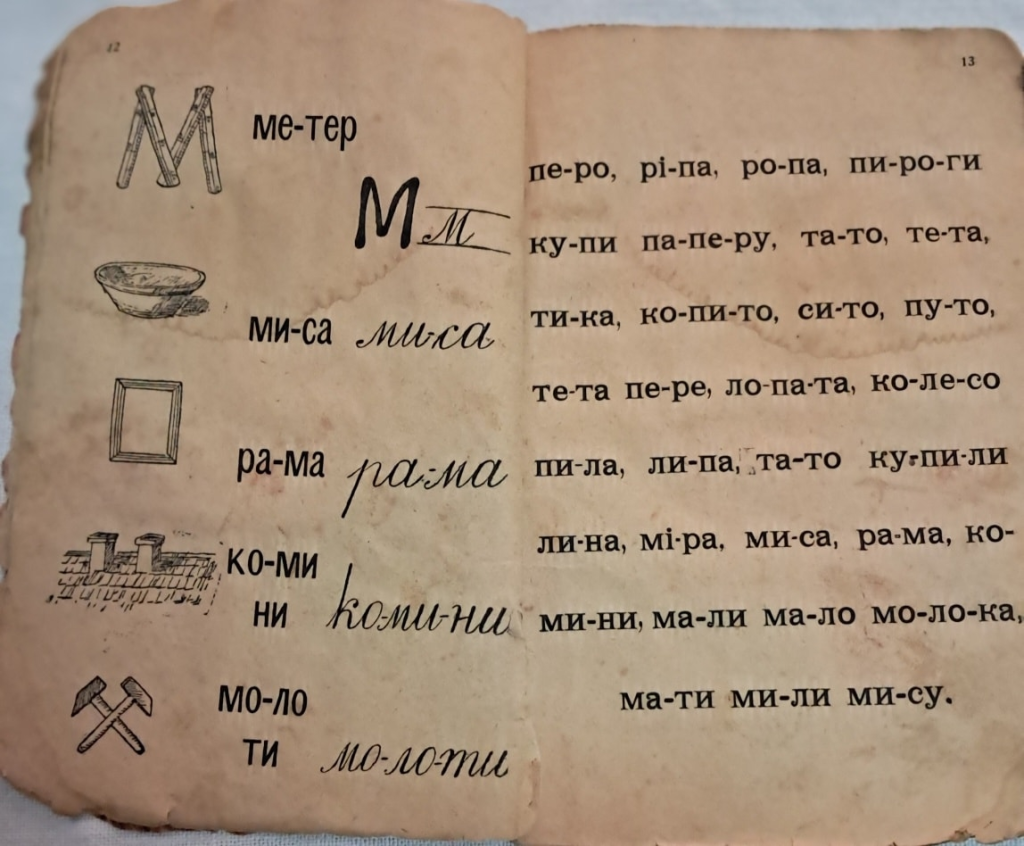 12
ме-тер
М м
ми-са ми-са
ра-ма ра-ма
ко-ми
ни ко-ми-ни
мо-ло
ти мо-ло-ти
13
пе-ро, рі-па, ро-па, пи-ро-ги
ку-пи па-пе-ру, та-то, те-та,
ти-ка, ко-пи-то, си-то, пу-то,
те-та пе-ре, ло-па-та, ко-ле-со
пи-ла, ли-па, та-то ку-пи-ли
ли-на, мі-ра, ми-са, ра-ма, ко-
ми-ни, ма-ли ма-ло мо-ло-ка,
ма-ти ми-ли ми-су.